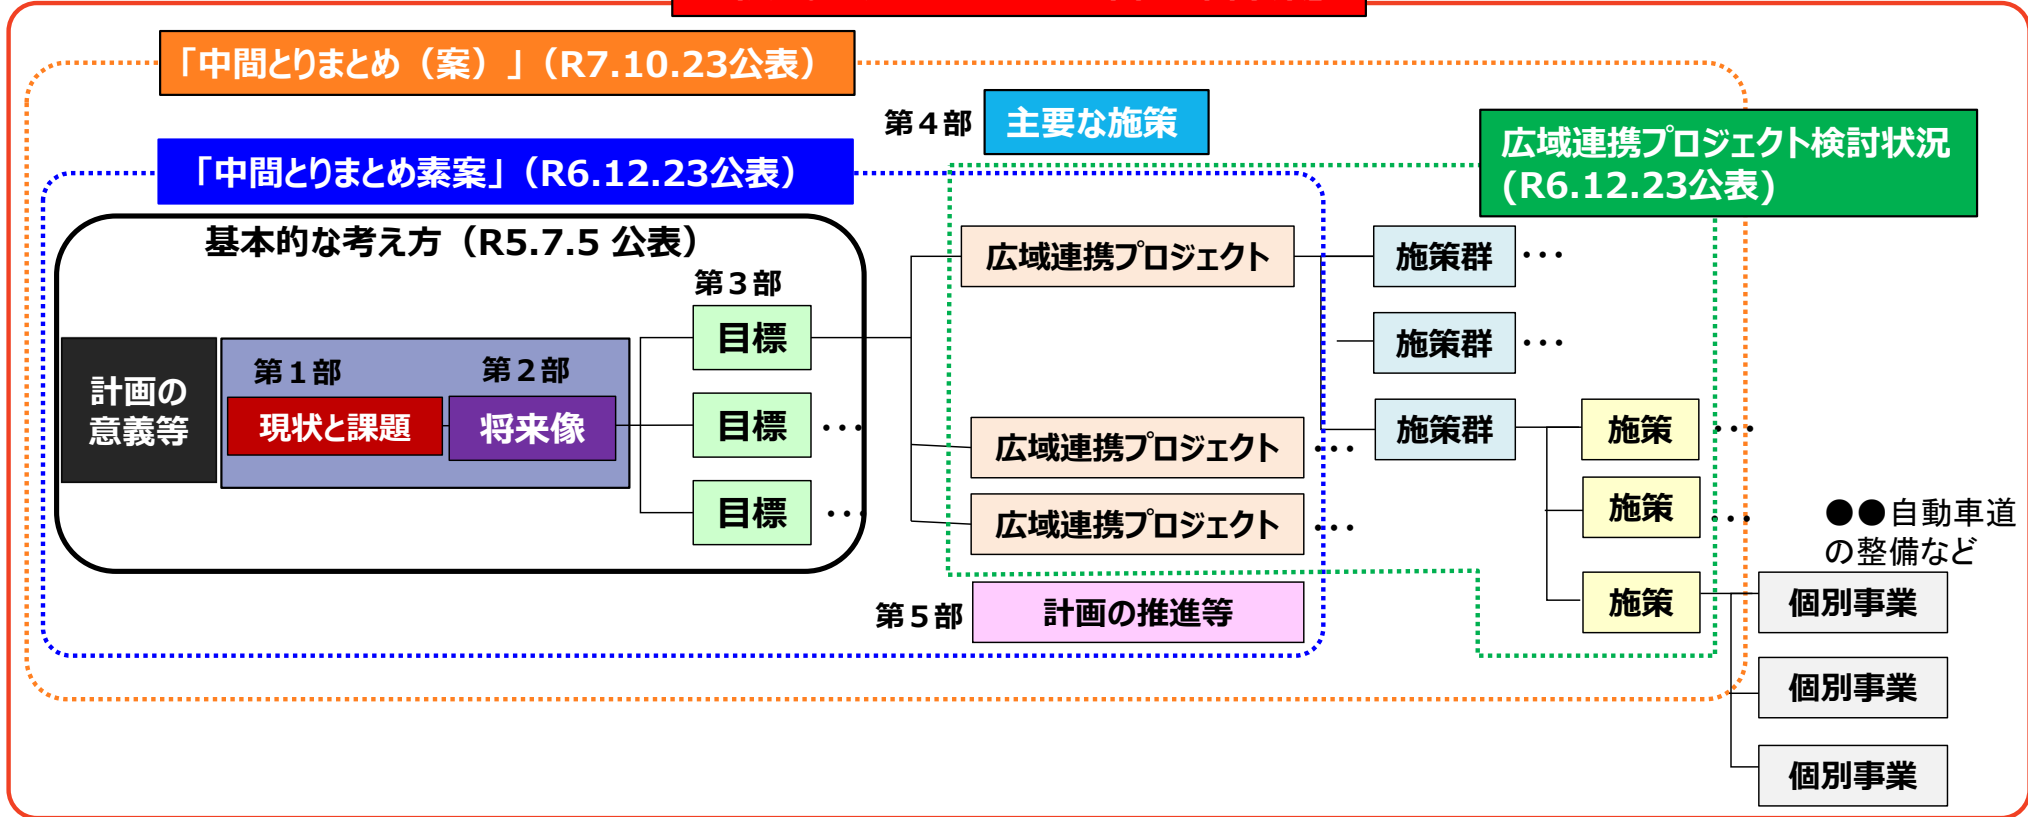 「中間とりまとめ（案）」（R7.10.23公表）
第４部
主要な施策
広域連携プロジェクト検討状況
(R6.12.23公表)
「中間とりまとめ素案」（R6.12.23公表）
基本的な考え方（R5.7.5 公表）
計画の
意義等
第１部
現状と課題
第２部
将来像
第３部
目標
目標
･･･
目標
･･･
広域連携プロジェクト
広域連携プロジェクト
･･･
広域連携プロジェクト
･･･
施策群
･･･
施策群
･･･
施策群
施策
･･･
施策
･･･
施策
第５部
計画の推進等
●●自動車道
の整備など
個別事業
個別事業
個別事業